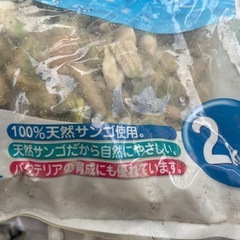 100%天然サンゴ使用。
天然サンゴだから自然にやさしい。
バクテリアの育成にも優れています。
2